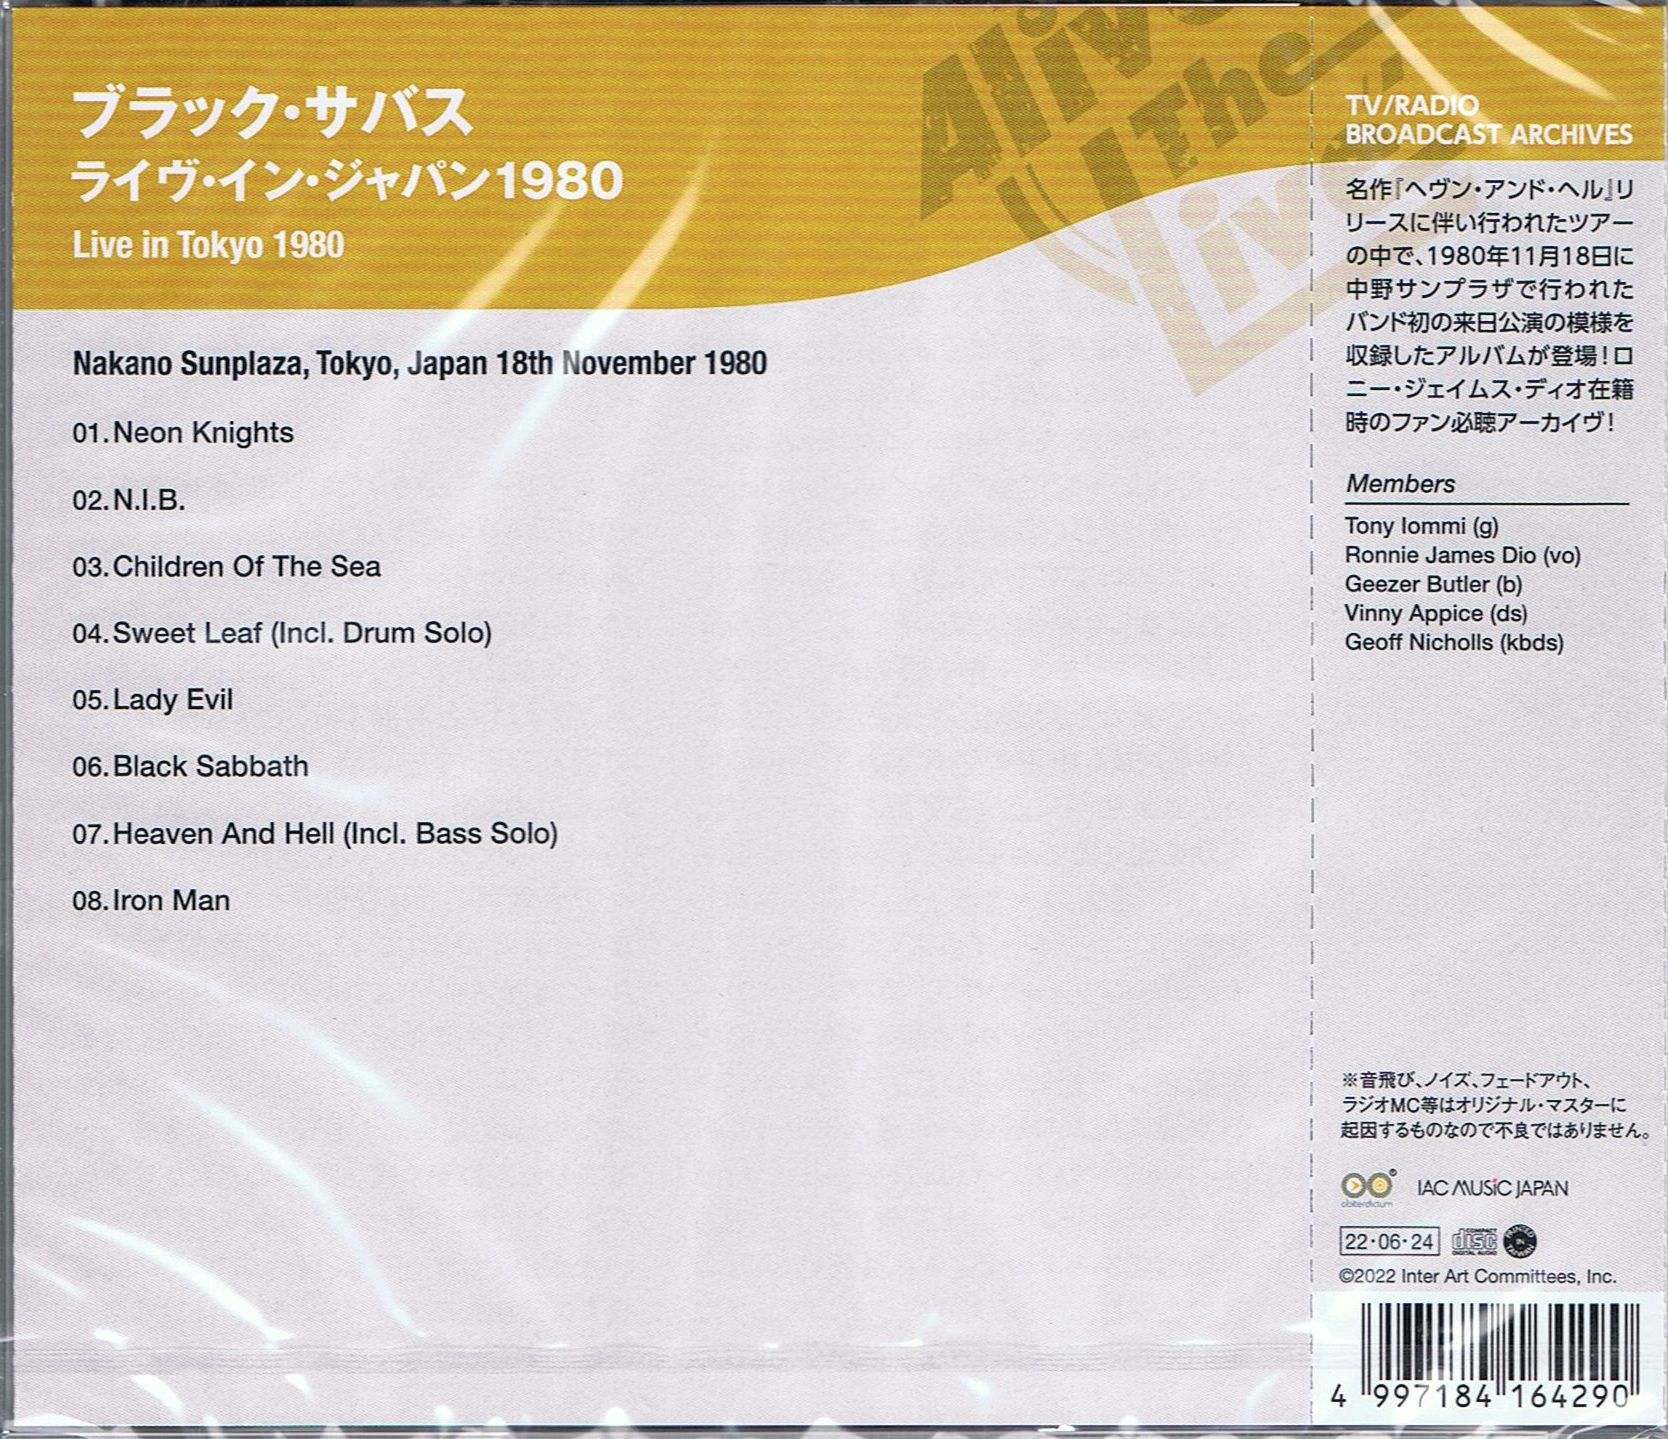 ブラック・サバス
ライヴ・イン・ジャパン1980
Live in Tokyo 1980
Alive
The
Live
Nakano Sunplaza, Tokyo, Japan 18th November 1980
01. Neon Knights
02. N.I.B.
03. Children Of The Sea
04. Sweet Leaf (Incl. Drum Solo)
05. Lady Evil
06. Black Sabbath
07. Heaven And Hell (Incl. Bass Solo)
08. Iron Man
TV/RADIO
BROADCAST ARCHIVES
名作『ヘヴン・アンド・ヘル』リ
リースに伴い行われたツアー
の中で、1980年11月18日に
中野サンプラザで行われた
バンド初の来日公演の模様を
収録したアルバムが登場！ロ
ニー・ジェイムス・ディオ在籍
時のファン必聴アーカイヴ！
Members
Tony Iommi (g)
Ronnie James Dio (vo)
Geezer Butler (b)
Vinny Appice (ds)
Geoff Nicholls (kbds)
※音飛び、ノイズ、フェードアウト、
ラジオMC等はオリジナル・マスターに
起因するものなので不良ではありません。
obiterdictum
IAC MUSIC JAPAN
22・06・24
COMPACT disc DIGITAL AUDIO
PRINTED IN TAIWAN
©2022 Inter Art Committees, Inc.
4 997184 164290